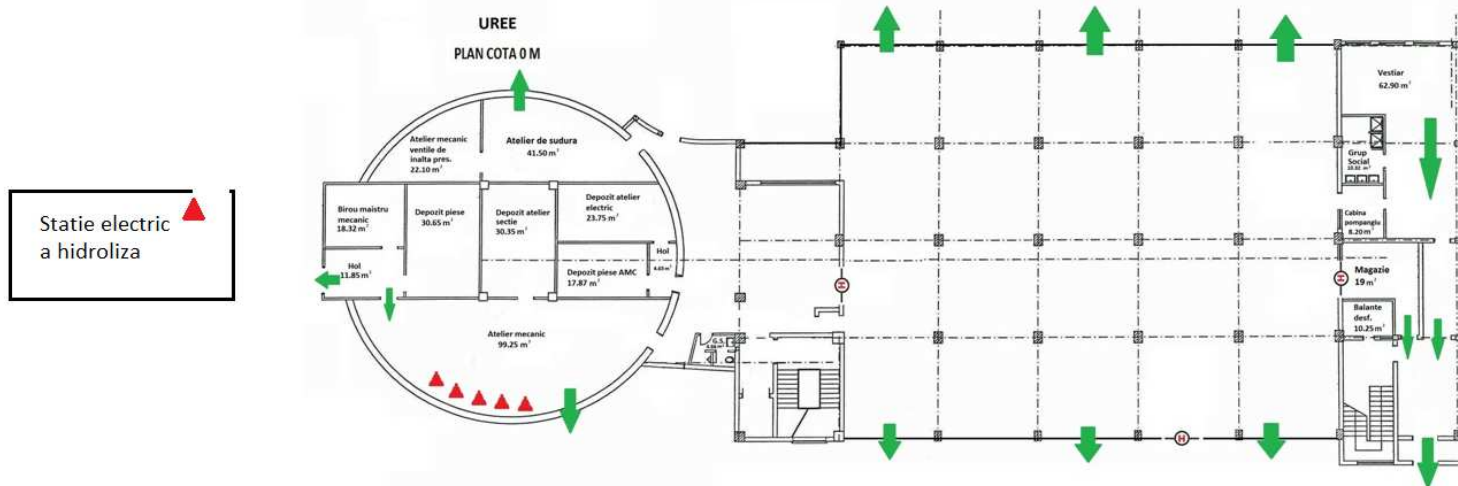 UREE
PLAN COTA 0 M
Statie electric
a hidroliza
Atelier mecanic
ventile de
inalta pres.
22.10 m²
Atelier de sudura
41.50 m²
Birou maistru
mecanic
18.32 m²
Depozit piese
30.65 m²
Depozit atelier
sectie
30.35 m²
Depozit atelier
electric
23.75 m²
Hol
11.85 m²
Depozit piese AMC
17.87 m²
Hol
4.03 m²
Atelier mecanic
99.25 m²
G.S.
H
H
H
Vestiar
62.90 m²
Grup
Social
Cabina
pompangiu
8.20 m²
Magazie
19 m²
Balante
desf.
10.25 m²